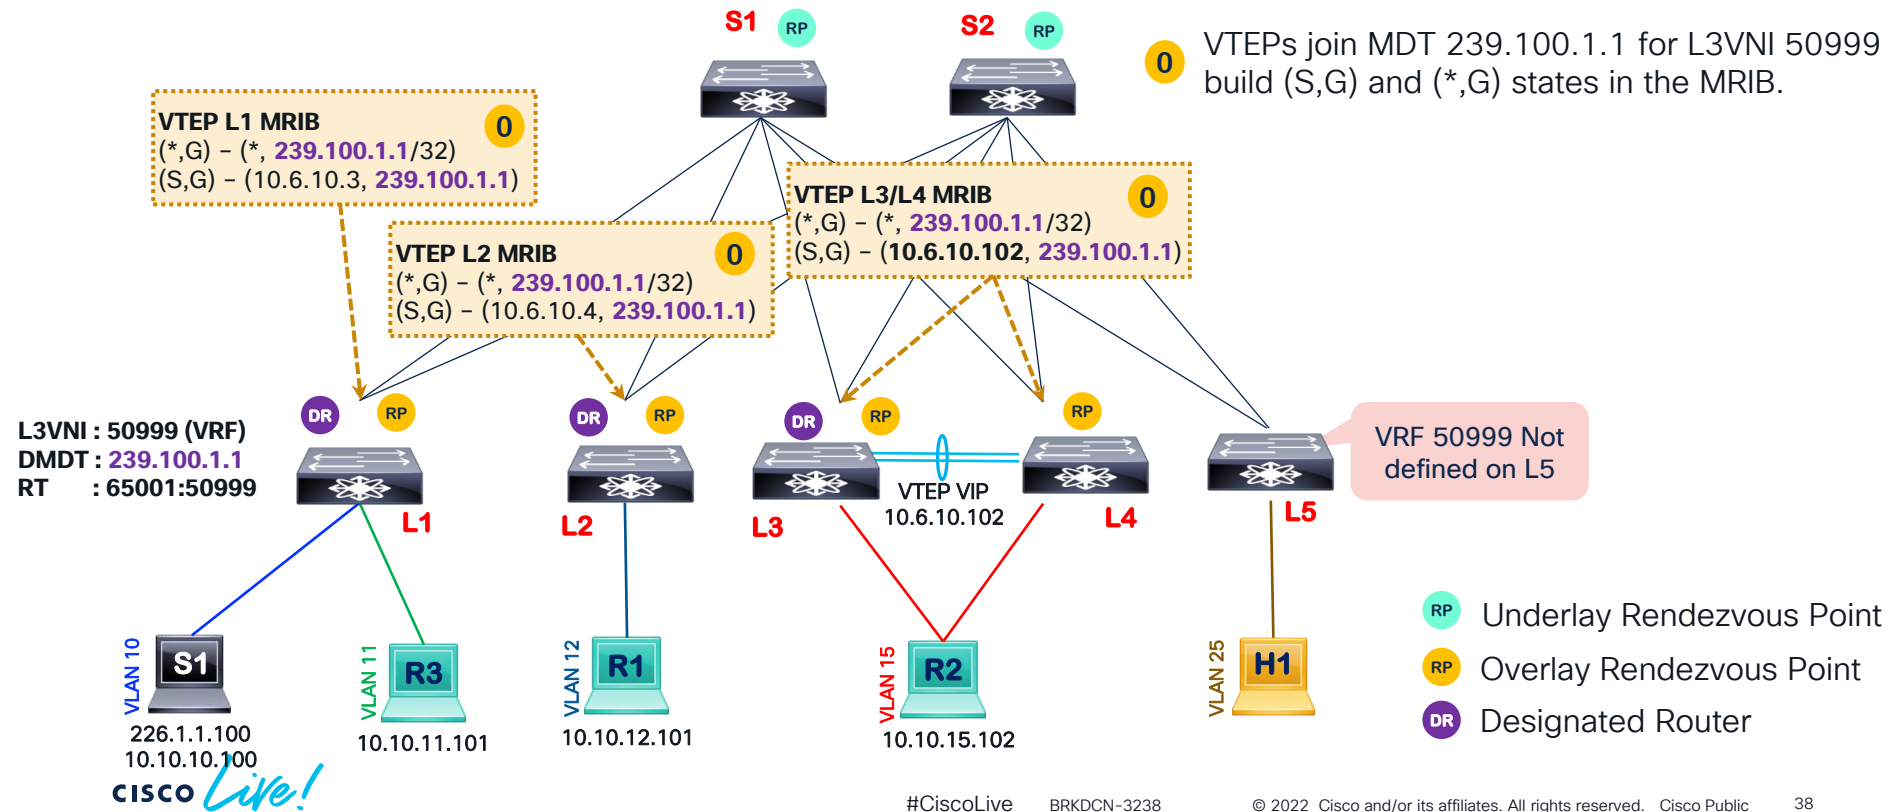 S1 RP
S2 RP
0 VTEPs join MDT 239.100.1.1 for L3VNI 50999
build (S,G) and (*,G) states in the MRIB.
VTEP L1 MRIB 0
(*,G) – (*, 239.100.1.1/32)
(S,G) – (10.6.10.3, 239.100.1.1)
VTEP L2 MRIB 0
(*,G) – (*, 239.100.1.1/32)
(S,G) – (10.6.10.4, 239.100.1.1)
VTEP L3/L4 MRIB 0
(*,G) – (*, 239.100.1.1/32)
(S,G) – (10.6.10.102, 239.100.1.1)
L3VNI : 50999 (VRF)
DMDT : 239.100.1.1
RT : 65001:50999
DR RP
L1
DR RP
L2
DR RP
L3
VTEP VIP
10.6.10.102
RP
L4
L5
VRF 50999 Not
defined on L5
VLAN 10
S1
226.1.1.100
10.10.10.100
VLAN 11
R3
10.10.11.101
VLAN 12
R1
10.10.12.101
VLAN 15
R2
10.10.15.102
VLAN 25
H1
RP Underlay Rendezvous Point
RP Overlay Rendezvous Point
DR Designated Router
CISCO Live!
#CiscoLive BRKDCN-3238 © 2022 Cisco and/or its affiliates. All rights reserved. Cisco Public 38